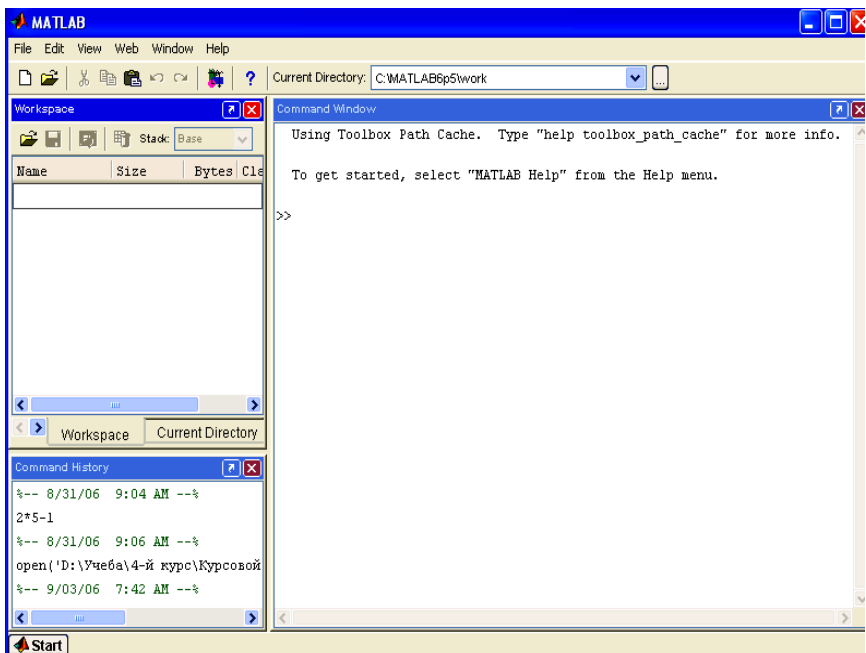 MATLAB
File Edit View Web Window Help
? Current Directory: C:\MATLAB6p5\work ...
Workspace
Stack: Base
Name Size Bytes Cla
Workspace Current Directory
Command History
%-- 8/31/06 9:04 AM --%
2*5-1
%-- 8/31/06 9:06 AM --%
open('D:\Учеба\4-й курс\Курсовой
%-- 9/03/06 7:42 AM --%
Command Window
Using Toolbox Path Cache. Type "help toolbox_path_cache" for more info.
To get started, select "MATLAB Help" from the Help menu.
>>
Start